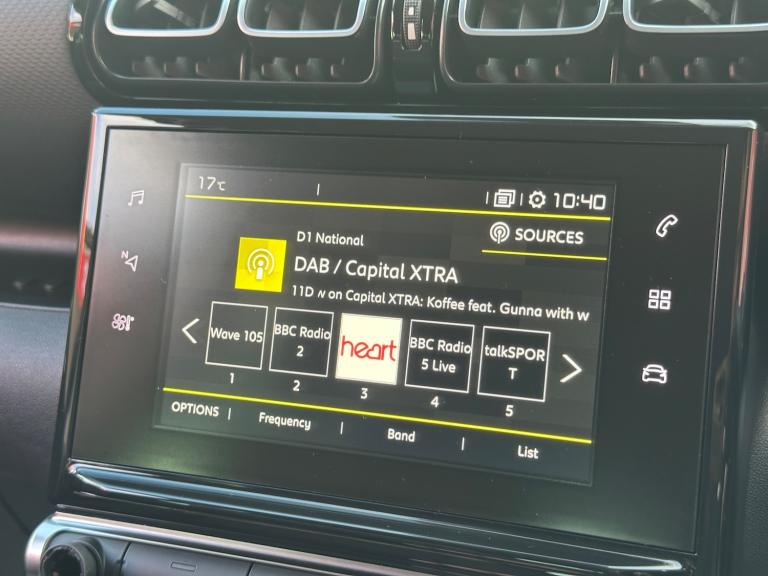 17°C
10:40
SOURCES
D1 National
DAB / Capital XTRA
11D N on Capital XTRA: Koffee feat. Gunna with w
Wave 105
BBC Radio
2
heart
BBC Radio
5 Live
talkSPOR
T
1
2
3
4
5
OPTIONS
Frequency
Band
List
N